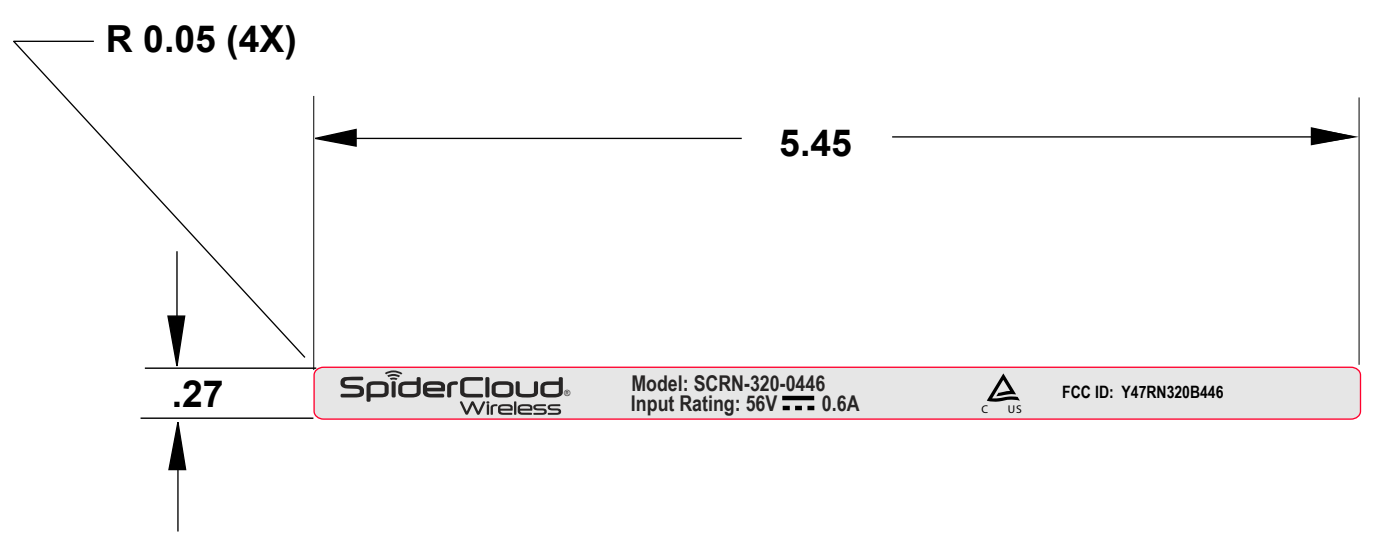 R 0.05 (4X)
5.45
.27
SpiderCloud®
Wireless
Model: SCRN-320-0446
Input Rating: 56V 0.6A
C US
FCC ID: Y47RN320B446